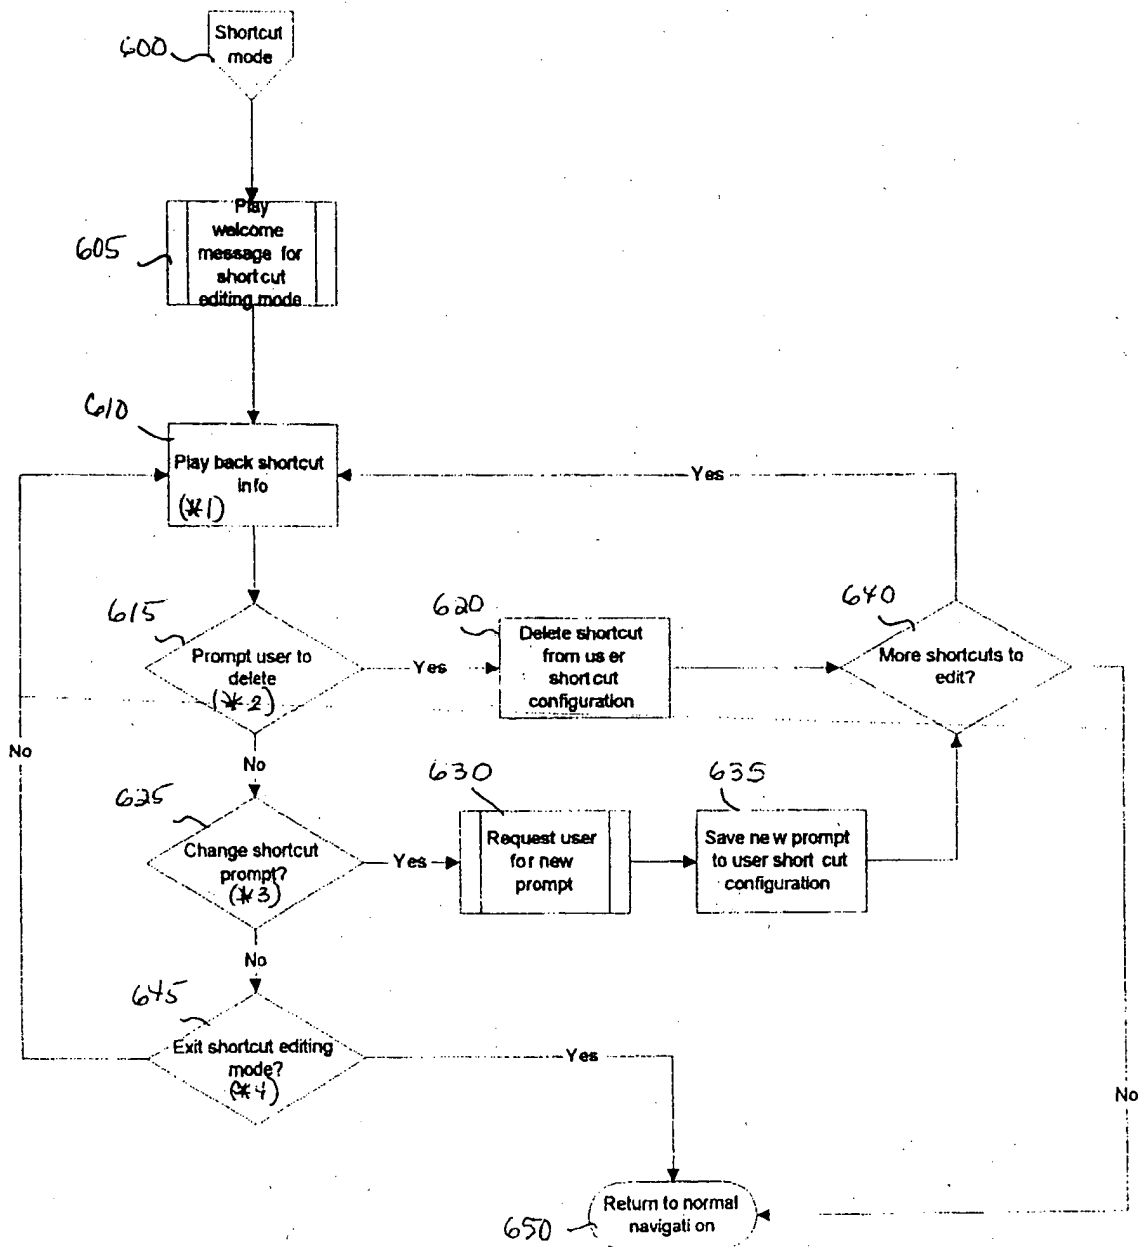 Shortcut
mode
600
Play
welcome
message for
shortcut
editing mode
605
610
Play back shortcut
info
(*1)
Yes
615
Prompt user to
delete
(*2)
Yes
620
Delete shortcut
from user
shortcut
configuration
640
More shortcuts to
edit?
No
No
625
Change shortcut
prompt?
(*3)
Yes
630
Request user
for new
prompt
635
Save new prompt
to user short cut
configuration
No
645
Exit shortcut editing
mode?
(*4)
Yes
No
Return to normal
navigation
650